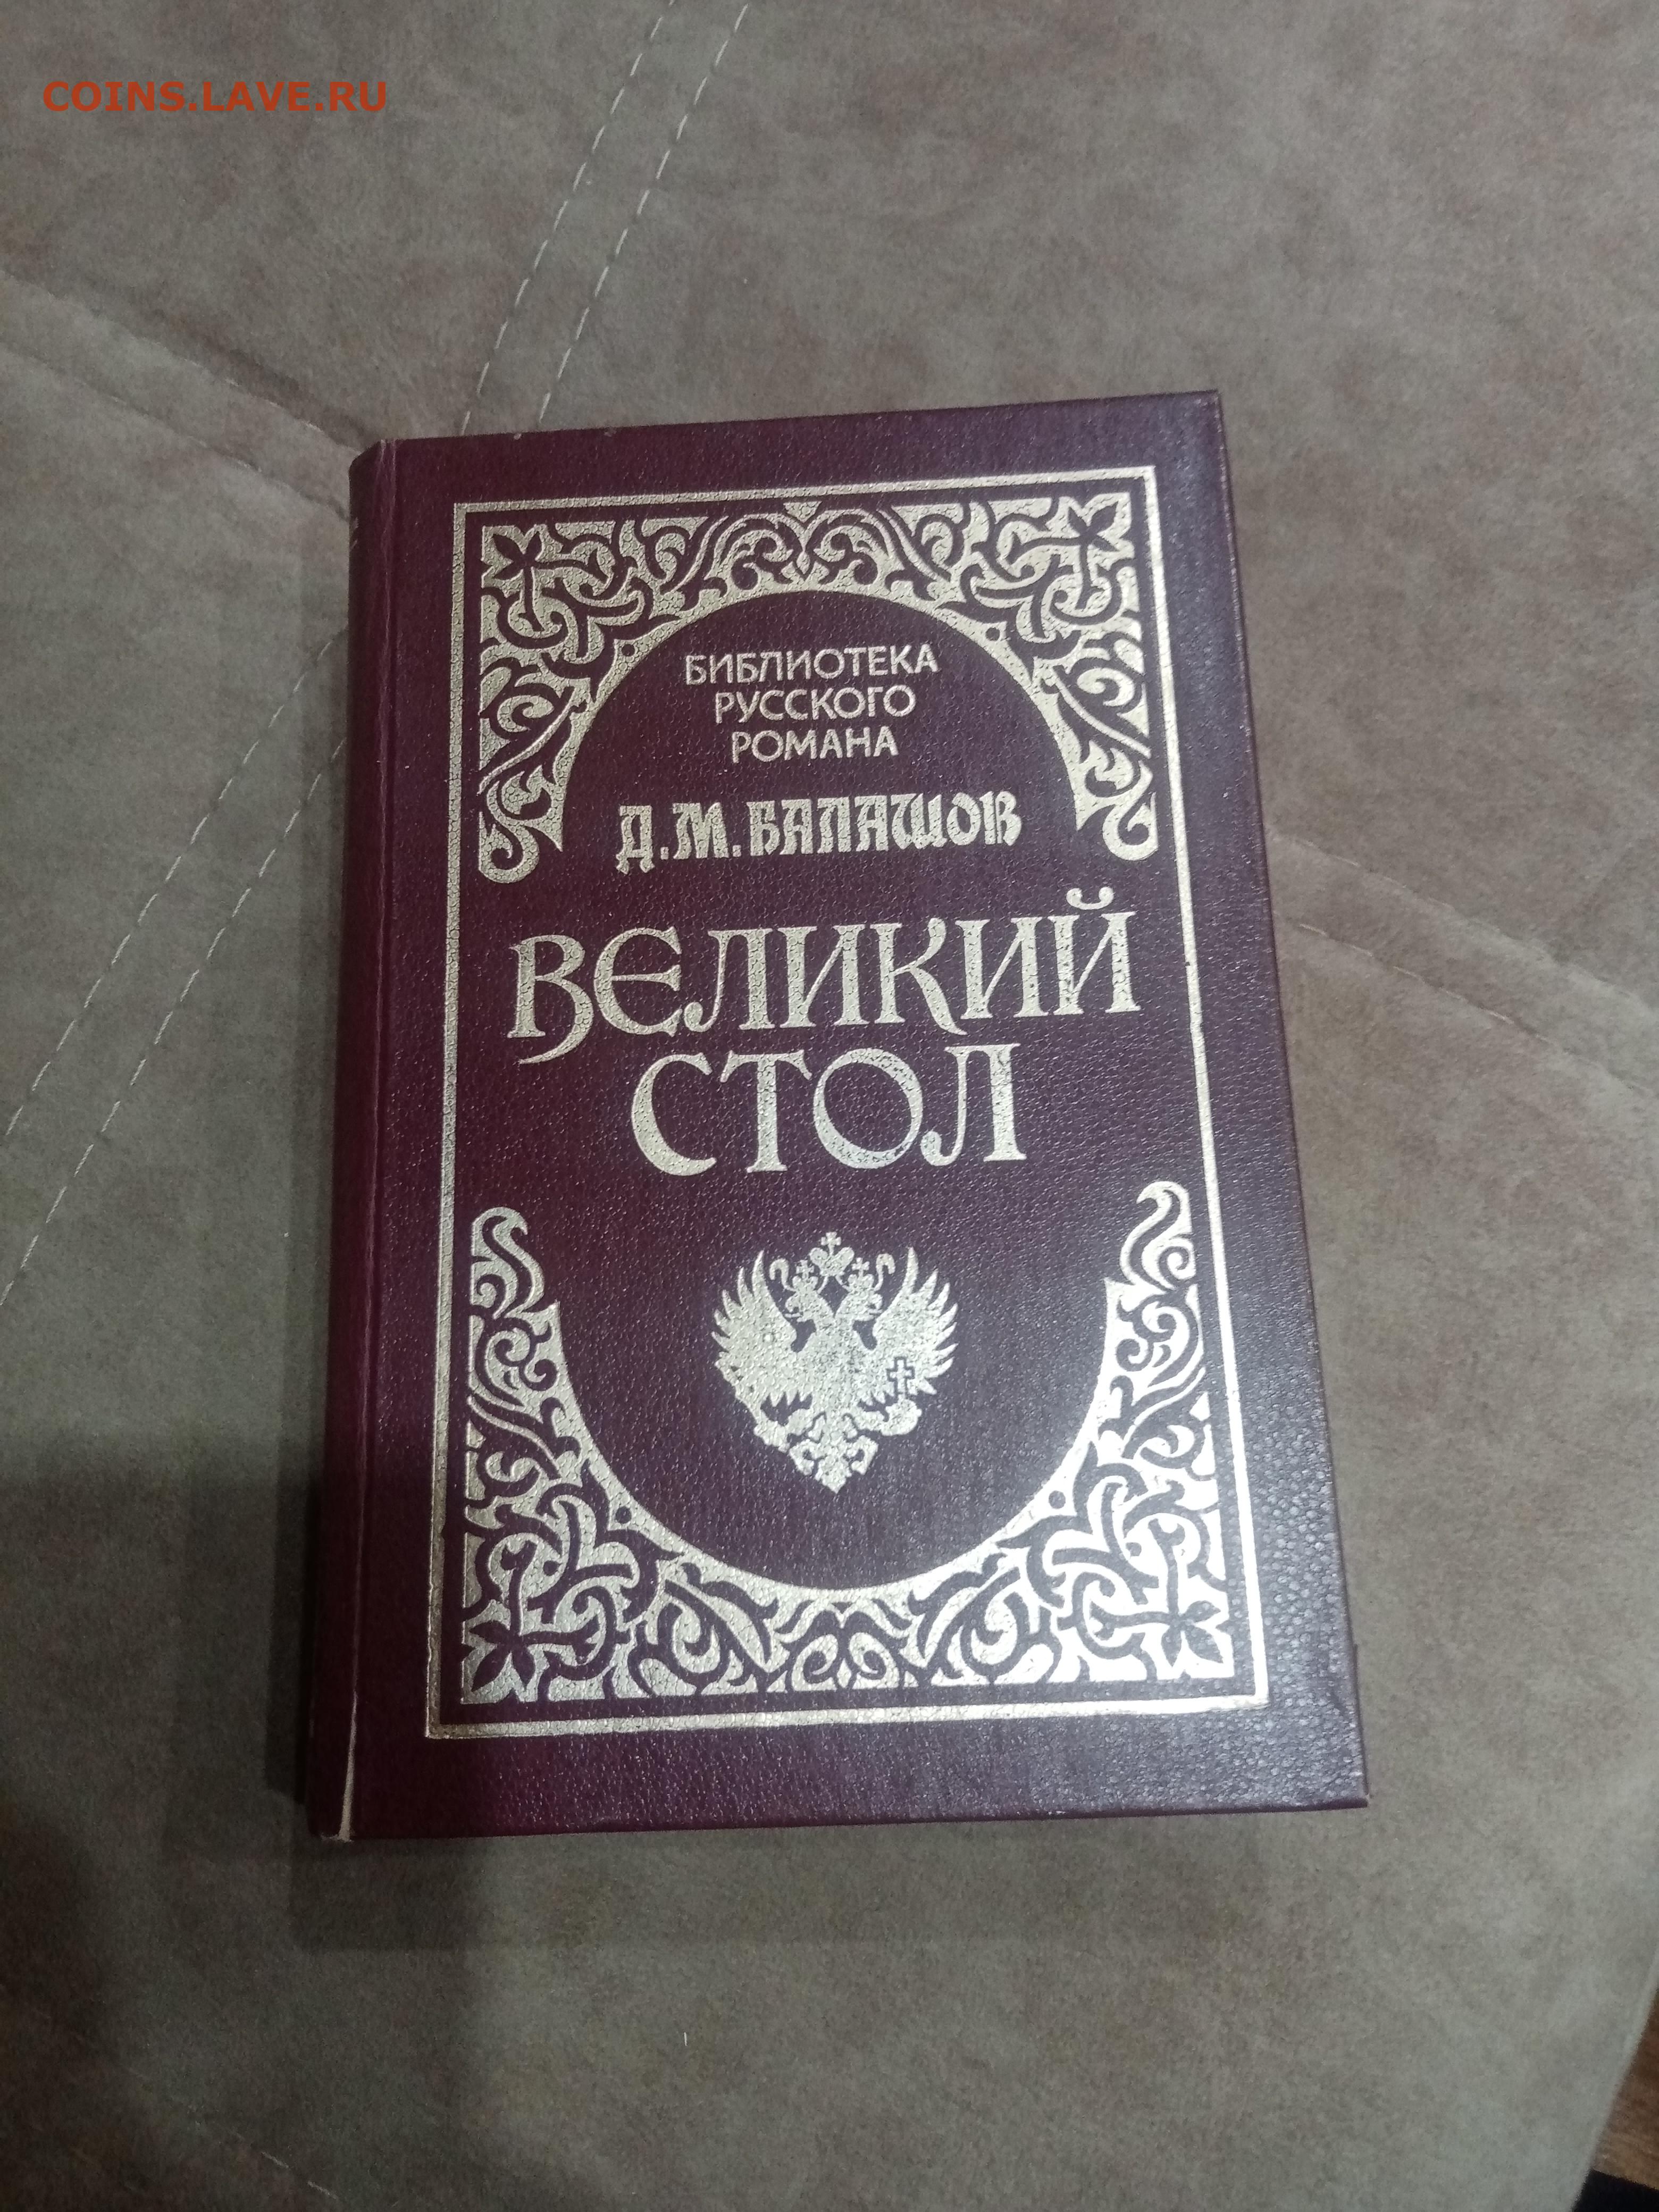 COINS.LAVE.RU
БИБЛИОТЕКА
РУССКОГО
РОМАНА
Д.М.БАЛАШОВ
ВЕЛИКИЙ
СТОЛ